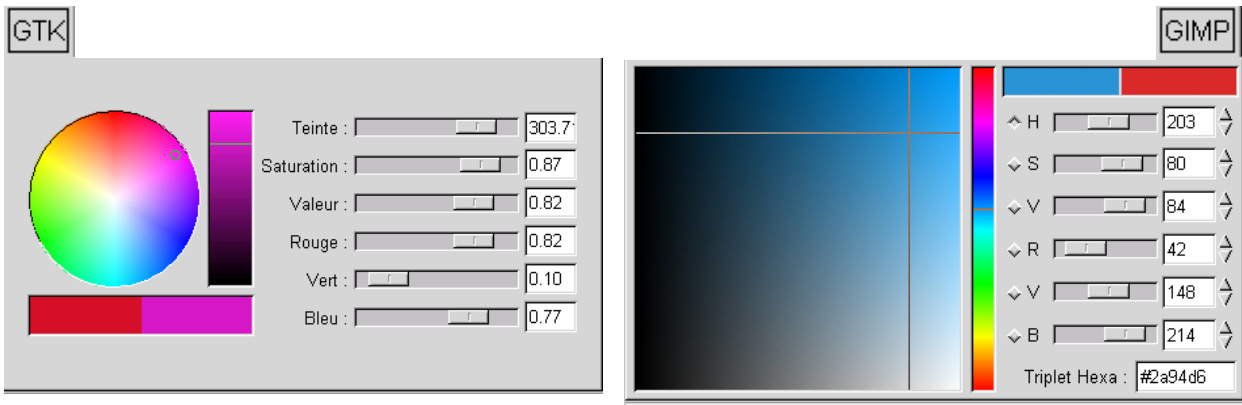 GTK
Teinte : 303.7
Saturation : 0.87
Valeur : 0.82
Rouge : 0.82
Vert : 0.10
Bleu : 0.77
GIMP
H 203
S 80
V 84
R 42
V 148
B 214
Triplet Hexa : #2a94d6